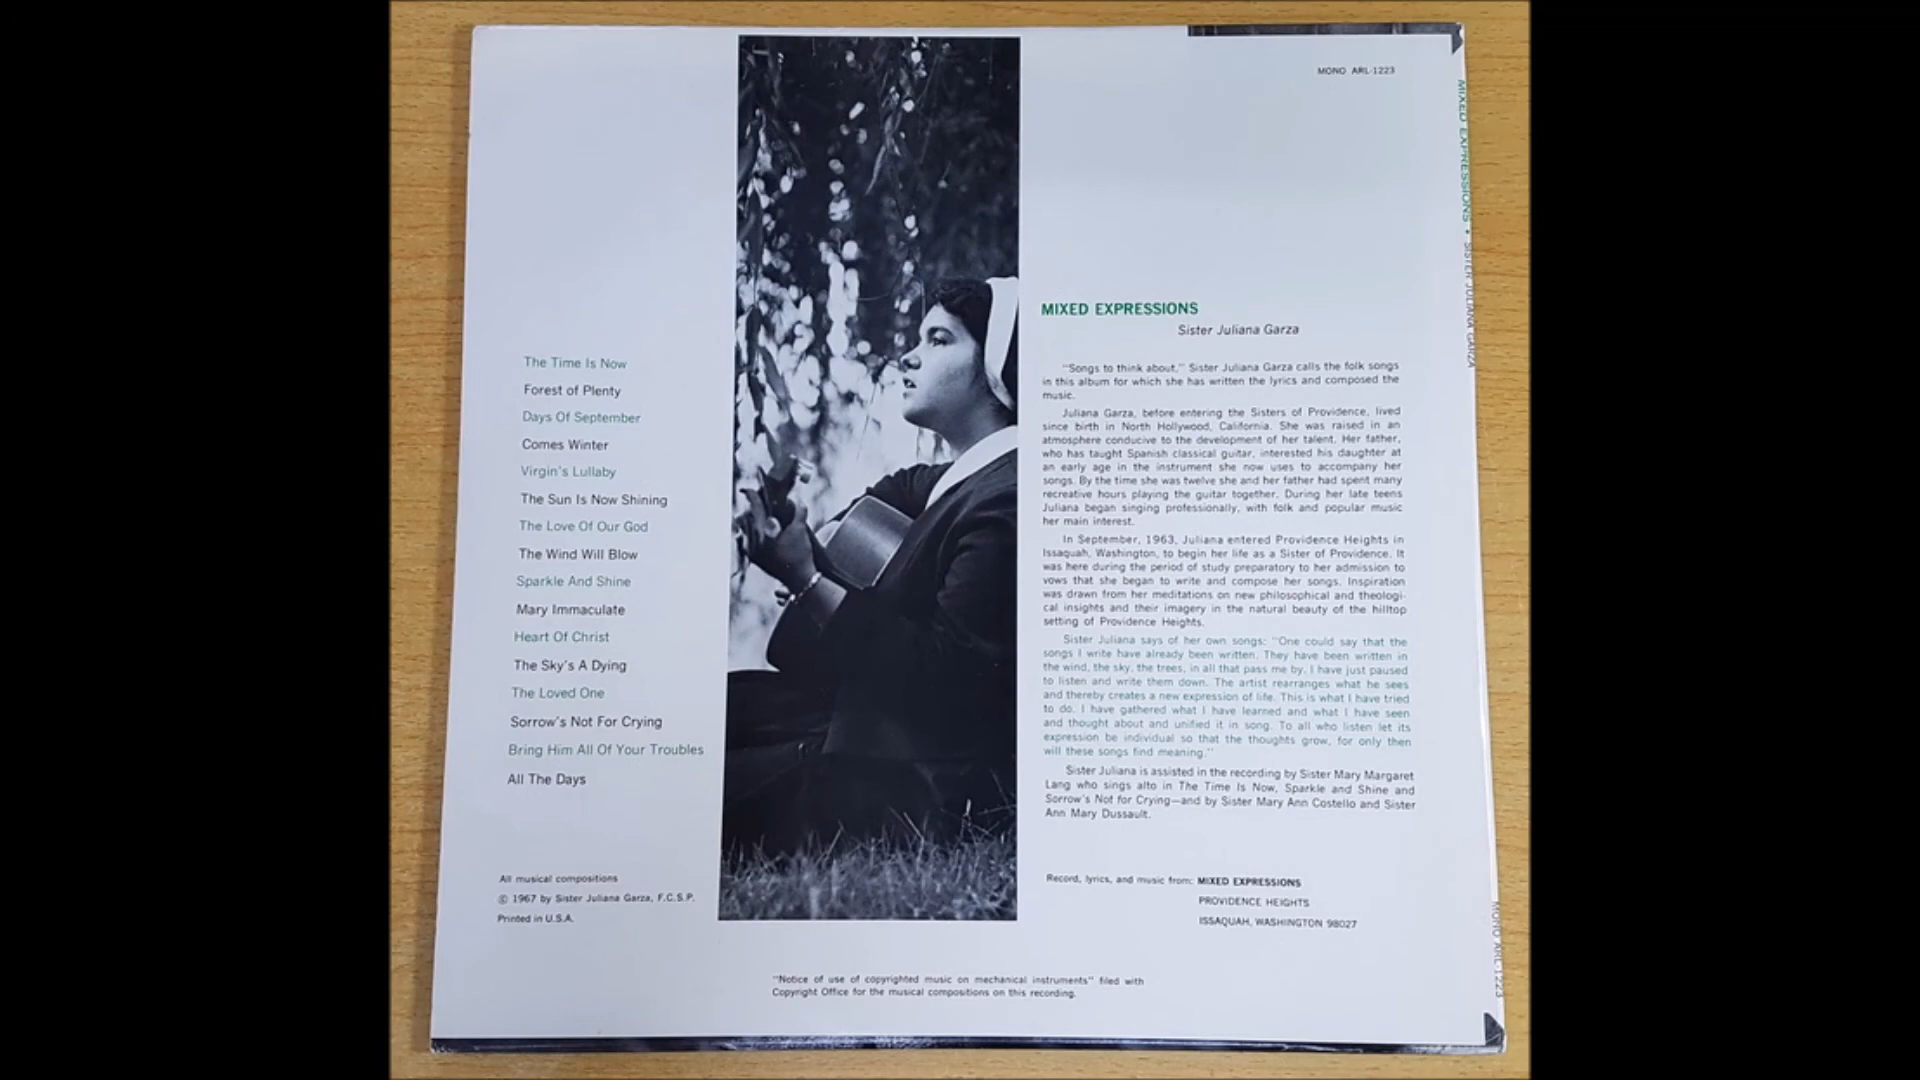 MONO ARL-1223
MIXED EXPRESSIONS • SISTER JULIANA GARZA
MONO ARL-1223
The Time Is Now
Forest of Plenty
Days Of September
Comes Winter
Virgin's Lullaby
The Sun Is Now Shining
The Love Of Our God
The Wind Will Blow
Sparkle And Shine
Mary Immaculate
Heart Of Christ
The Sky's A Dying
The Loved One
Sorrow's Not For Crying
Bring Him All Of Your Troubles
All The Days
All musical compositions
© 1967 by Sister Juliana Garza, F.C.S.P.
Printed in U.S.A.
MIXED EXPRESSIONS
Sister Juliana Garza
"Songs to think about," Sister Juliana Garza calls the folk songs
in this album for which she has written the lyrics and composed the
music.
Juliana Garza, before entering the Sisters of Providence, lived
since birth in North Hollywood, California. She was raised in an
atmosphere conducive to the development of her talent. Her father,
who has taught Spanish classical guitar, interested his daughter at
an early age in the instrument she now uses to accompany her
songs. By the time she was twelve she and her father had spent many
recreative hours playing the guitar together. During her late teens
Juliana began singing professionally, with folk and popular music
her main interest.
In September, 1963, Juliana entered Providence Heights in
Issaquah, Washington, to begin her life as a Sister of Providence. It
was here during the period of study preparatory to her admission to
vows that she began to write and compose her songs. Inspiration
was drawn from her meditations on new philosophical and theologi-
cal insights and their imagery in the natural beauty of the hilltop
setting of Providence Heights.
Sister Juliana says of her own songs: "One could say that the
songs I write have already been written. They have been written in
the wind, the sky, the trees, in all that pass me by. I have just paused
to listen and write them down. The artist rearranges what he sees
and thereby creates a new expression of life. This is what I have tried
to do. I have gathered what I have learned and what I have seen
and thought about and unified it in song. To all who listen let its
expression be individual so that the thoughts grow, for only then
will these songs find meaning."
Sister Juliana is assisted in the recording by Sister Mary Margaret
Lang who sings alto in The Time Is Now, Sparkle and Shine and
Sorrow's Not for Crying—and by Sister Mary Ann Costello and Sister
Ann Mary Dussault.
Record, lyrics, and music from: MIXED EXPRESSIONS
PROVIDENCE HEIGHTS
ISSAQUAH, WASHINGTON 98027
"Notice of use of copyrighted music on mechanical instruments" filed with
Copyright Office for the musical compositions on this recording.